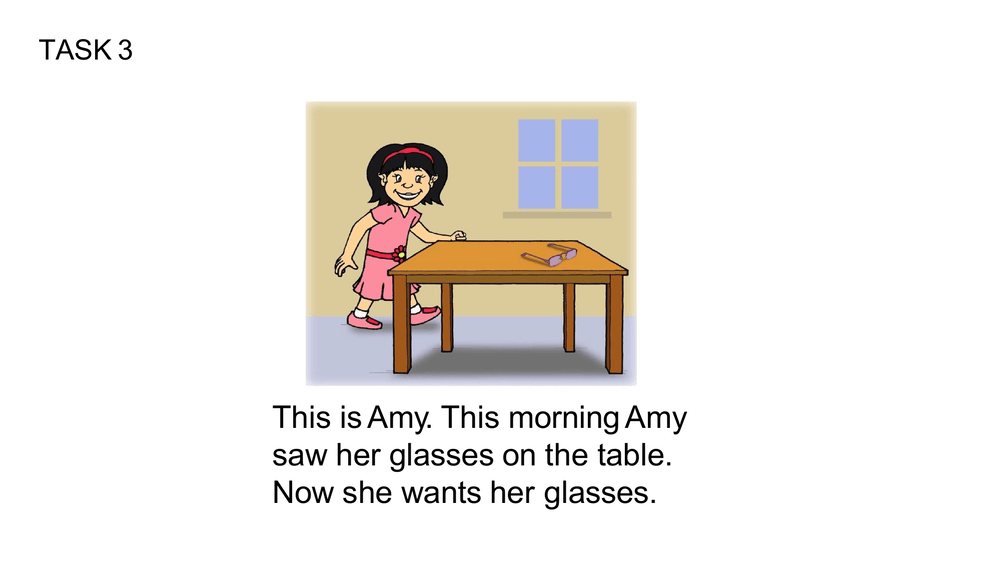 TASK 3
This is Amy. This morning Amy
saw her glasses on the table.
Now she wants her glasses.